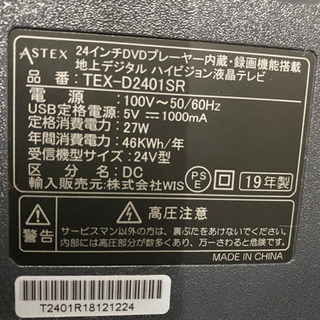 ASTEX 24インチDVDプレーヤー内蔵・録画機能搭載
地上デジタル ハイビジョン液晶テレビ
品番:TEX-D2401SR
電源:100V~50/60Hz
USB定格電圧:5V⎓1000mA
定格消費電力:27W
年間消費電力:46KWh/年
受信機型サイズ:24V型
区分名:DC
輸入販売元:株式会社WIS
PSE
19年製
高圧注意
警告
サービスマン以外の方は、裏ぶたをあけないでください。
内部には高圧部分が数多くあり、万一さわると危険です。
MADE IN CHINA
T2401R18121224